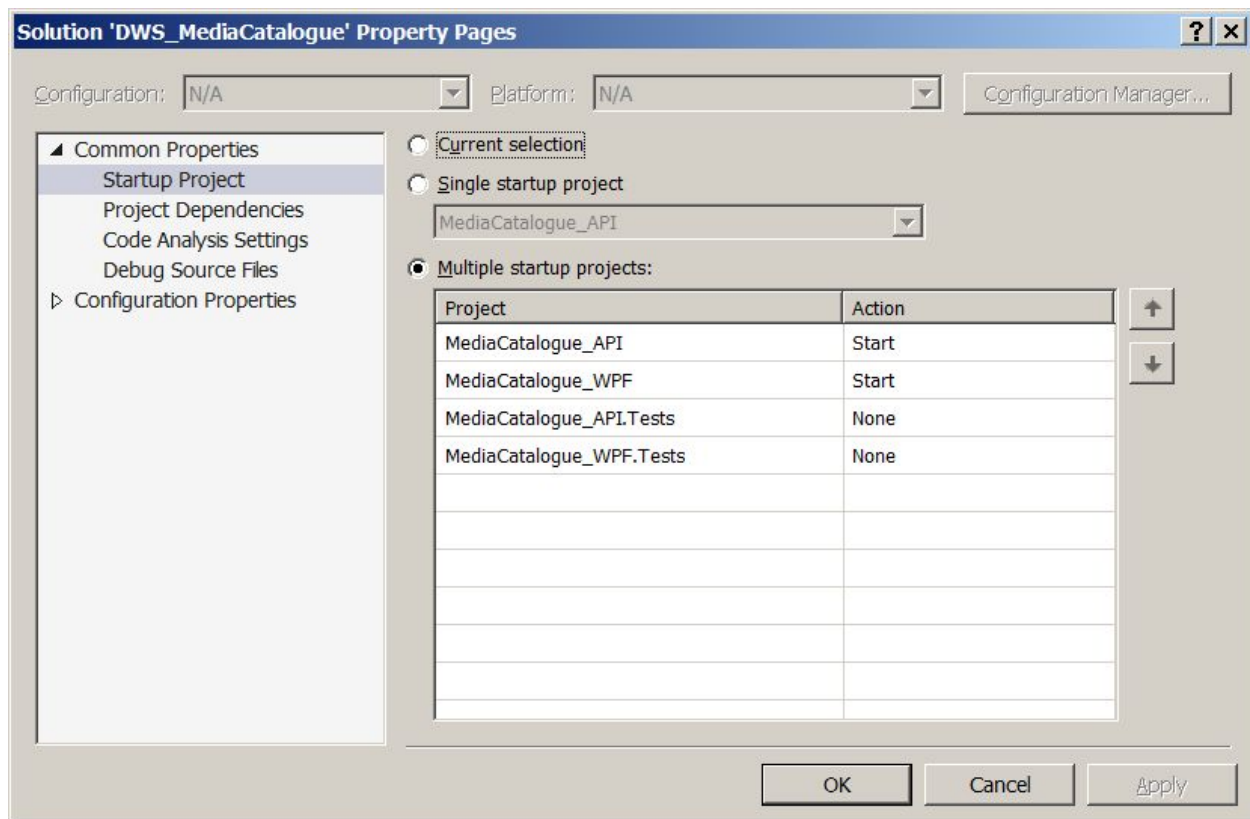 Solution 'DWS_MediaCatalogue' Property Pages
Configuration: N/A Platform: N/A Configuration Manager...
Common Properties
Startup Project
Project Dependencies
Code Analysis Settings
Debug Source Files
Configuration Properties
Current selection
Single startup project
MediaCatalogue_API
Multiple startup projects:
Project Action
MediaCatalogue_API Start
MediaCatalogue_WPF Start
MediaCatalogue_API.Tests None
MediaCatalogue_WPF.Tests None
OK Cancel Apply